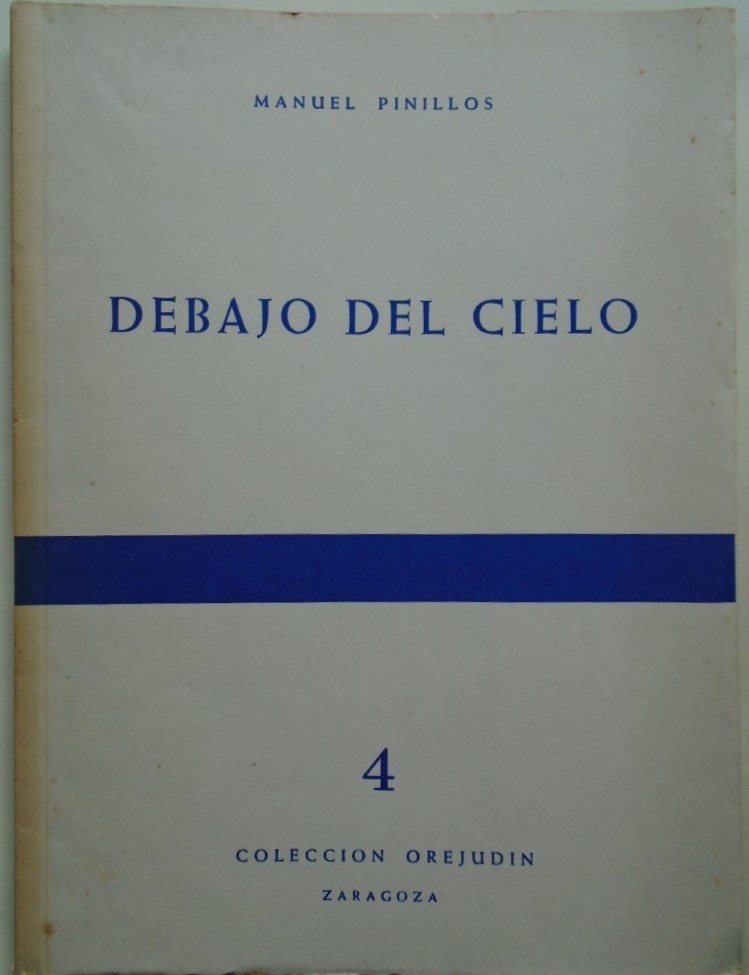 MANUEL PINILLOS
DEBAJO DEL CIELO
4
COLECCION OREJUDIN
ZARAGOZA